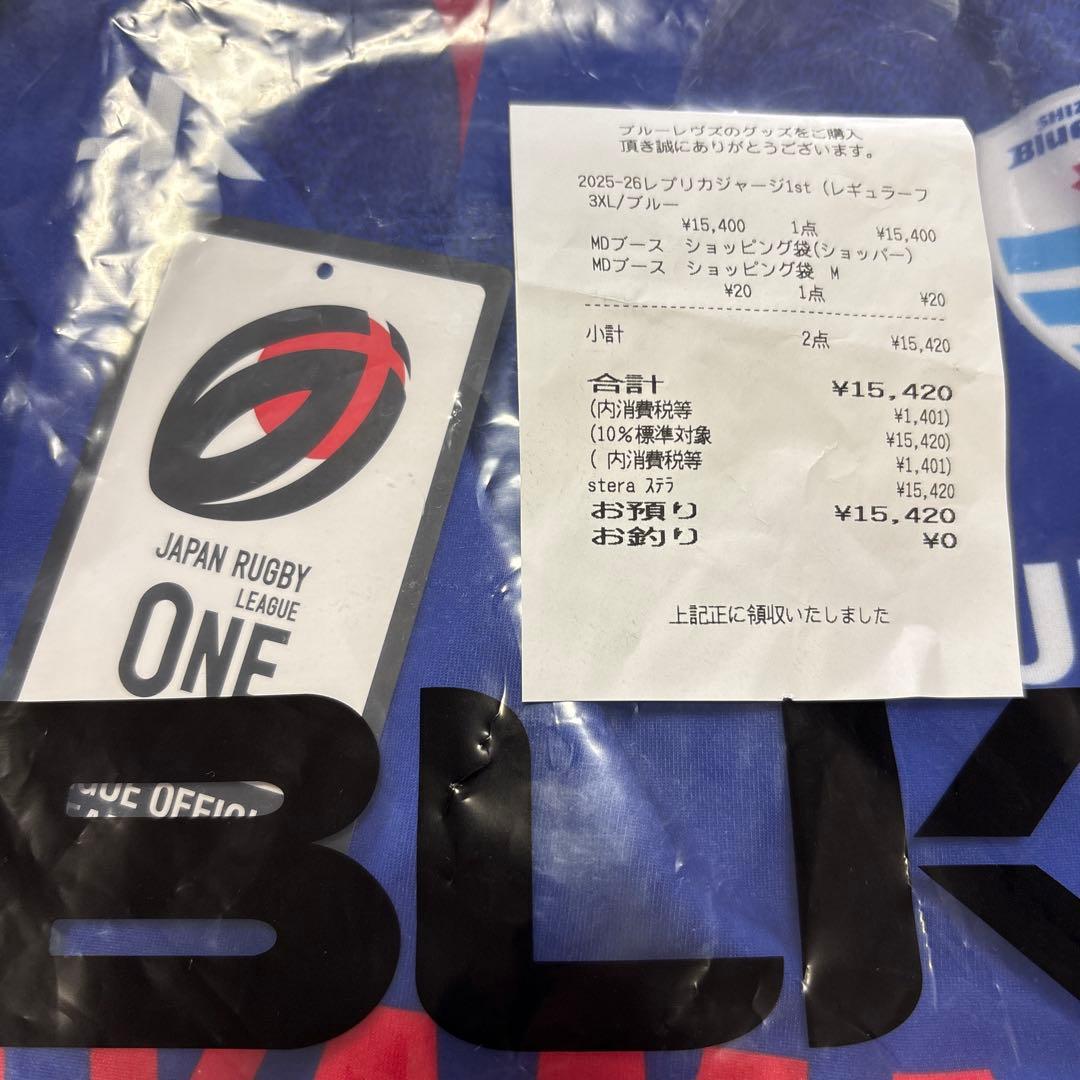 ブルーレヴズのグッズをご購入
頂き誠にありがとうございます。
2025-26レプリカジャージ1st（レギュラーフ
3XL/ブルー
¥15,400 1点 ¥15,400
MDブース ショッピング袋(ショッパー)
MDブース ショッピング袋 M
¥20 1点 ¥20
小計 2点 ¥15,420
合計 ¥15,420
(内消費税等 ¥1,401)
(10%標準対象 ¥15,420)
( 内消費税等 ¥1,401)
stera ｽﾃﾗ ¥15,420
お預り ¥15,420
お釣り ¥0
上記正に領収いたしました
JAPAN RUGBY
LEAGUE
ONE
BLK